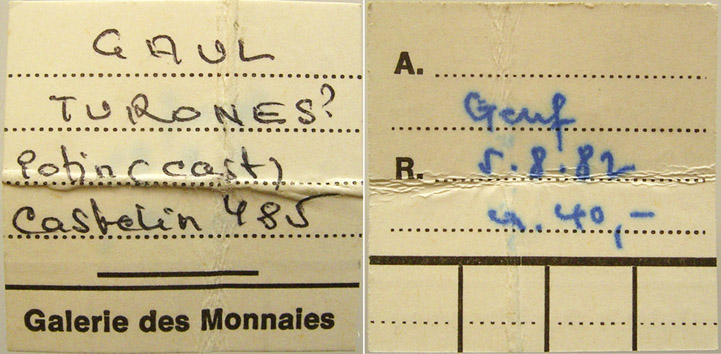 GAUL
TURONES?
Potin (cast)
Castelin 485
Galerie des Monnaies
A.
Genf
R. 5.8.82
40,-